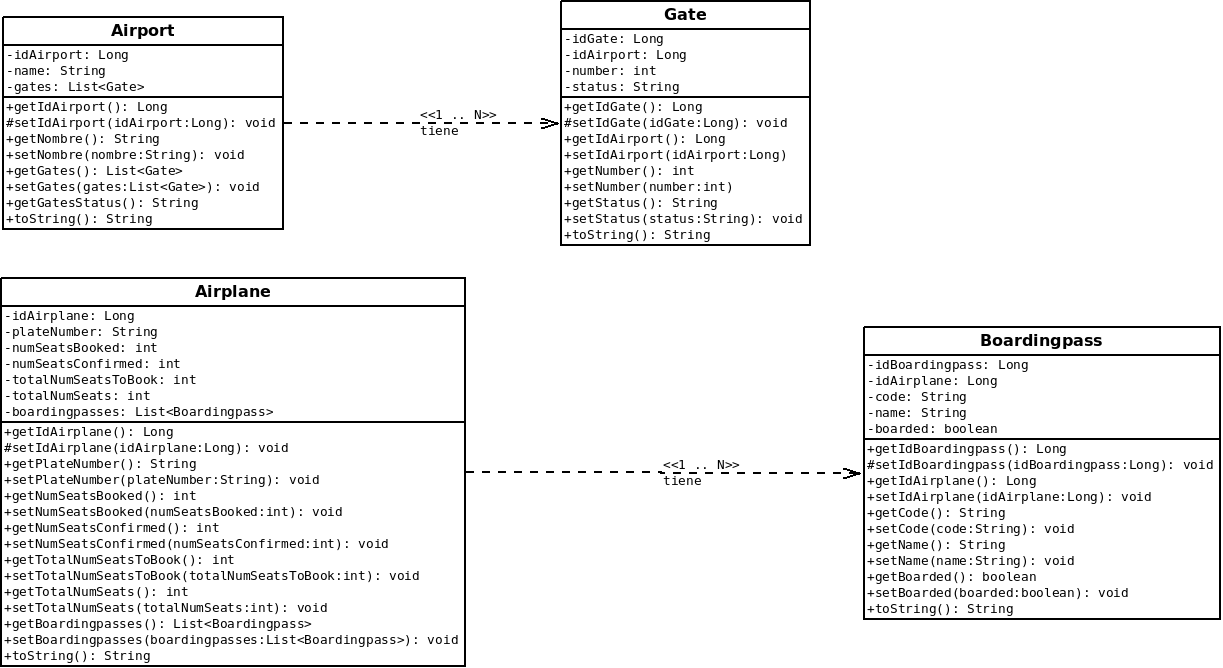 Airport
-idAirport: Long
-name: String
-gates: List<Gate>
+getIdAirport(): Long
#setIdAirport(idAirport:Long): void
+getNombre(): String
+setNombre(nombre:String): void
+getGates(): List<Gate>
+setGates(gates:List<Gate>): void
+getGatesStatus(): String
+toString(): String
<<1 .. N>>
tiene
Gate
-idGate: Long
-idAirport: Long
-number: int
-status: String
+getIdGate(): Long
#setIdGate(idGate:Long): void
+getIdAirport(): Long
+setIdAirport(idAirport:Long)
+getNumber(): int
+setNumber(number:int)
+getStatus(): String
+setStatus(status:String): void
+toString(): String
Airplane
-idAirplane: Long
-plateNumber: String
-numSeatsBooked: int
-numSeatsConfirmed: int
-totalNumSeatsToBook: int
-totalNumSeats: int
-boardingpasses: List<Boardingpass>
+getIdAirplane(): Long
#setIdAirplane(idAirplane:Long): void
+getPlateNumber(): String
+setPlateNumber(plateNumber:String): void
+getNumSeatsBooked(): int
+setNumSeatsBooked(numSeatsBooked:int): void
+getNumSeatsConfirmed(): int
+setNumSeatsConfirmed(numSeatsConfirmed:int): void
+getTotalNumSeatsToBook(): int
+setTotalNumSeatsToBook(totalNumSeatsToBook:int): void
+getTotalNumSeats(): int
+setTotalNumSeats(totalNumSeats:int): void
+getBoardingpasses(): List<Boardingpass>
+setBoardingpasses(boardingpasses:List<Boardingpass>): void
+toString(): String
<<1 .. N>>
tiene
Boardingpass
-idBoardingpass: Long
-idAirplane: Long
-code: String
-name: String
-boarded: boolean
+getIdBoardingpass(): Long
#setIdBoardingpass(idBoardingpass:Long): void
+getIdAirplane(): Long
+setIdAirplane(idAirplane:Long): void
+getCode(): String
+setCode(code:String): void
+getName(): String
+setName(name:String): void
+getBoarded(): boolean
+setBoarded(boarded:boolean): void
+toString(): String